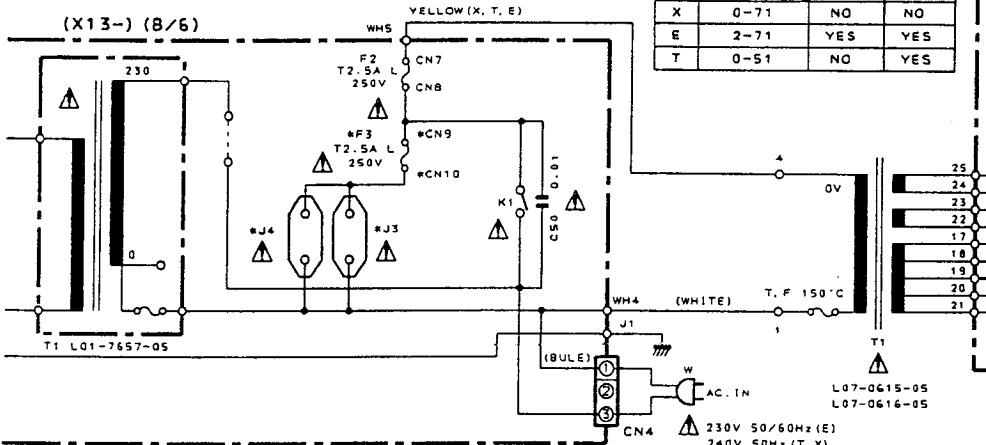 (X13-) (8/6)
YELLOW (X, T, E)
WH5
X 0-71 NO NO
E 2-71 YES YES
T 0-51 NO YES
230
F2
T2.5A L
250V
CN7
CN8
*F3
T2.5A L
250V
*CN9
*CN10
K1
C50 0.01
*J4
*J3
0
4
0V
25
24
23
22
17
18
19
20
21
WH4
(WHITE)
T.F 150°C
1
J1
T1 L01-7657-05
T1
L07-0615-05
L07-0616-05
(BULE)
1
2
3
CN4
W
AC. IN
230V 50/60Hz (E)
240V 50Hz (T, X)